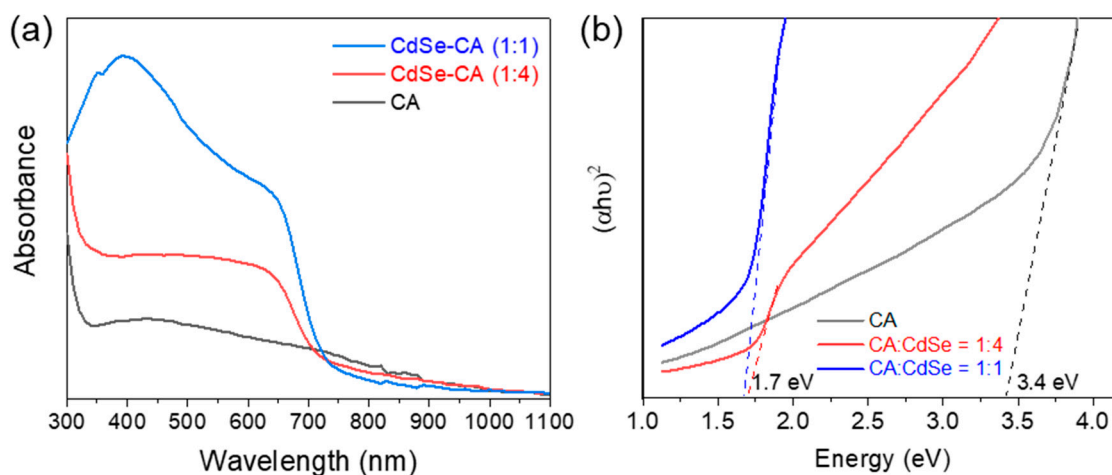 (a)
CdSe-CA (1:1)
CdSe-CA (1:4)
CA
Absorbance
300 400 500 600 700 800 900 1000 1100
Wavelength (nm)
(b)
(αhυ)²
CA
CA:CdSe = 1:4
CA:CdSe = 1:1
1.7 eV
3.4 eV
1.0 1.5 2.0 2.5 3.0 3.5 4.0
Energy (eV)